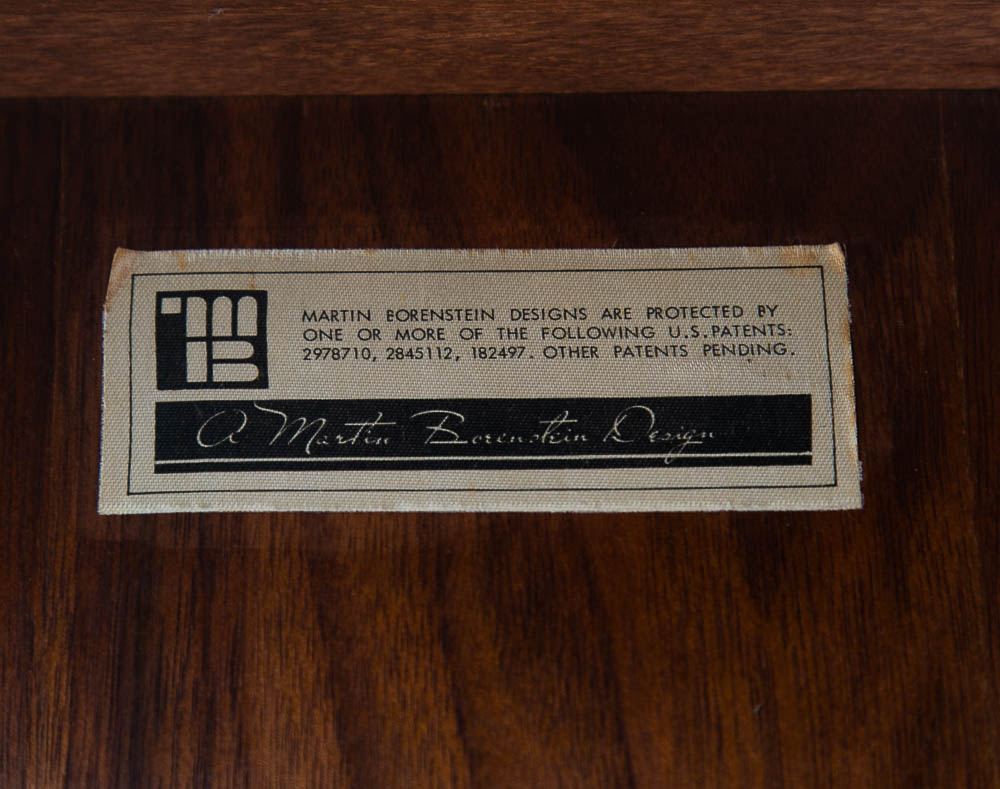 MB
MARTIN BORENSTEIN DESIGNS ARE PROTECTED BY
ONE OR MORE OF THE FOLLOWING U.S. PATENTS:
2978710, 2845112, 182497. OTHER PATENTS PENDING.
A Martin Borenstein Design